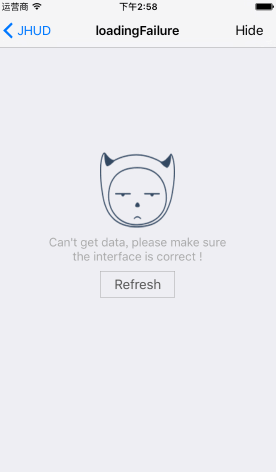 运营商 下午2:58
JHUD loadingFailure Hide
Can't get data, please make sure
the interface is correct !
Refresh